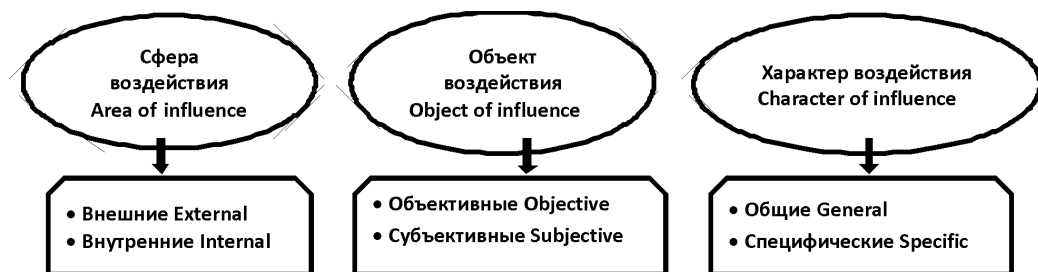 Сфера
воздействия
Area of influence
Объект
воздействия
Object of influence
Характер воздействия
Character of influence
• Внешние External
• Внутренние Internal
• Объективные Objective
• Субъективные Subjective
• Общие General
• Специфические Specific